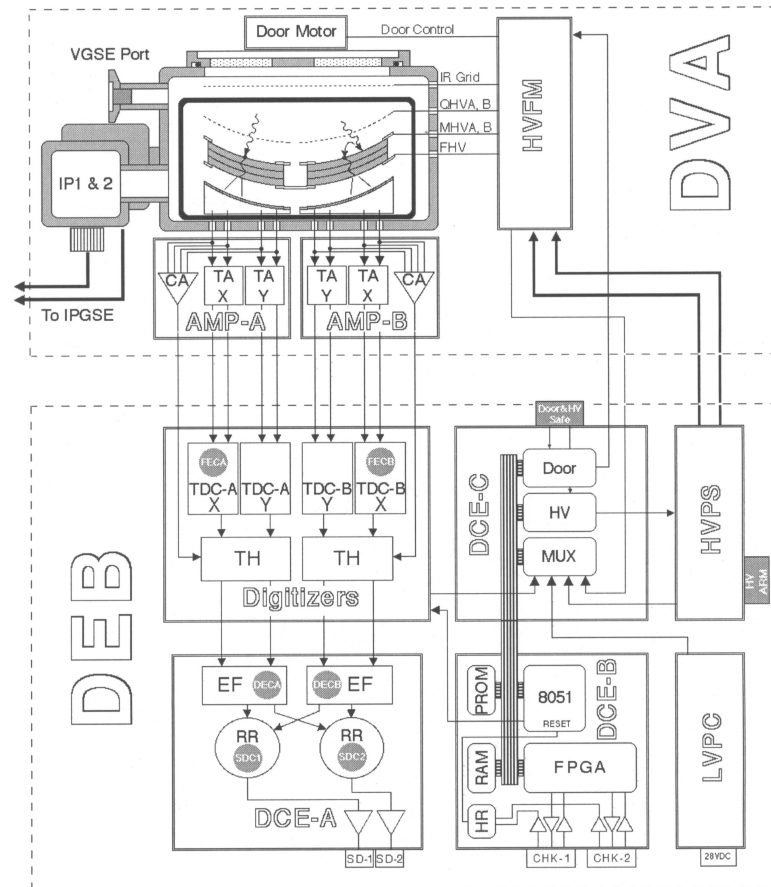 Door Motor
Door Control
VGSE Port
IR Grid
QHVA, B
MHVA, B
FHV
HVFM
DVA
IP1 & 2
To IPGSE
CA
TA
X
TA
Y
TA
Y
TA
X
CA
AMP-A
AMP-B
Door&HV
Safe
FECA
FECB
TDC-A
X
TDC-A
Y
TDC-B
Y
TDC-B
X
TH
TH
Digitizers
DCE-C
Door
HV
MUX
HVPS
HV
ARM
DEB
EF
DECA
DECB
EF
RR
SDC1
RR
SDC2
DCE-A
SD-1
SD-2
PROM
8051
RESET
DCE-B
RAM
FPGA
HR
CHK-1
CHK-2
LVPC
28VDC